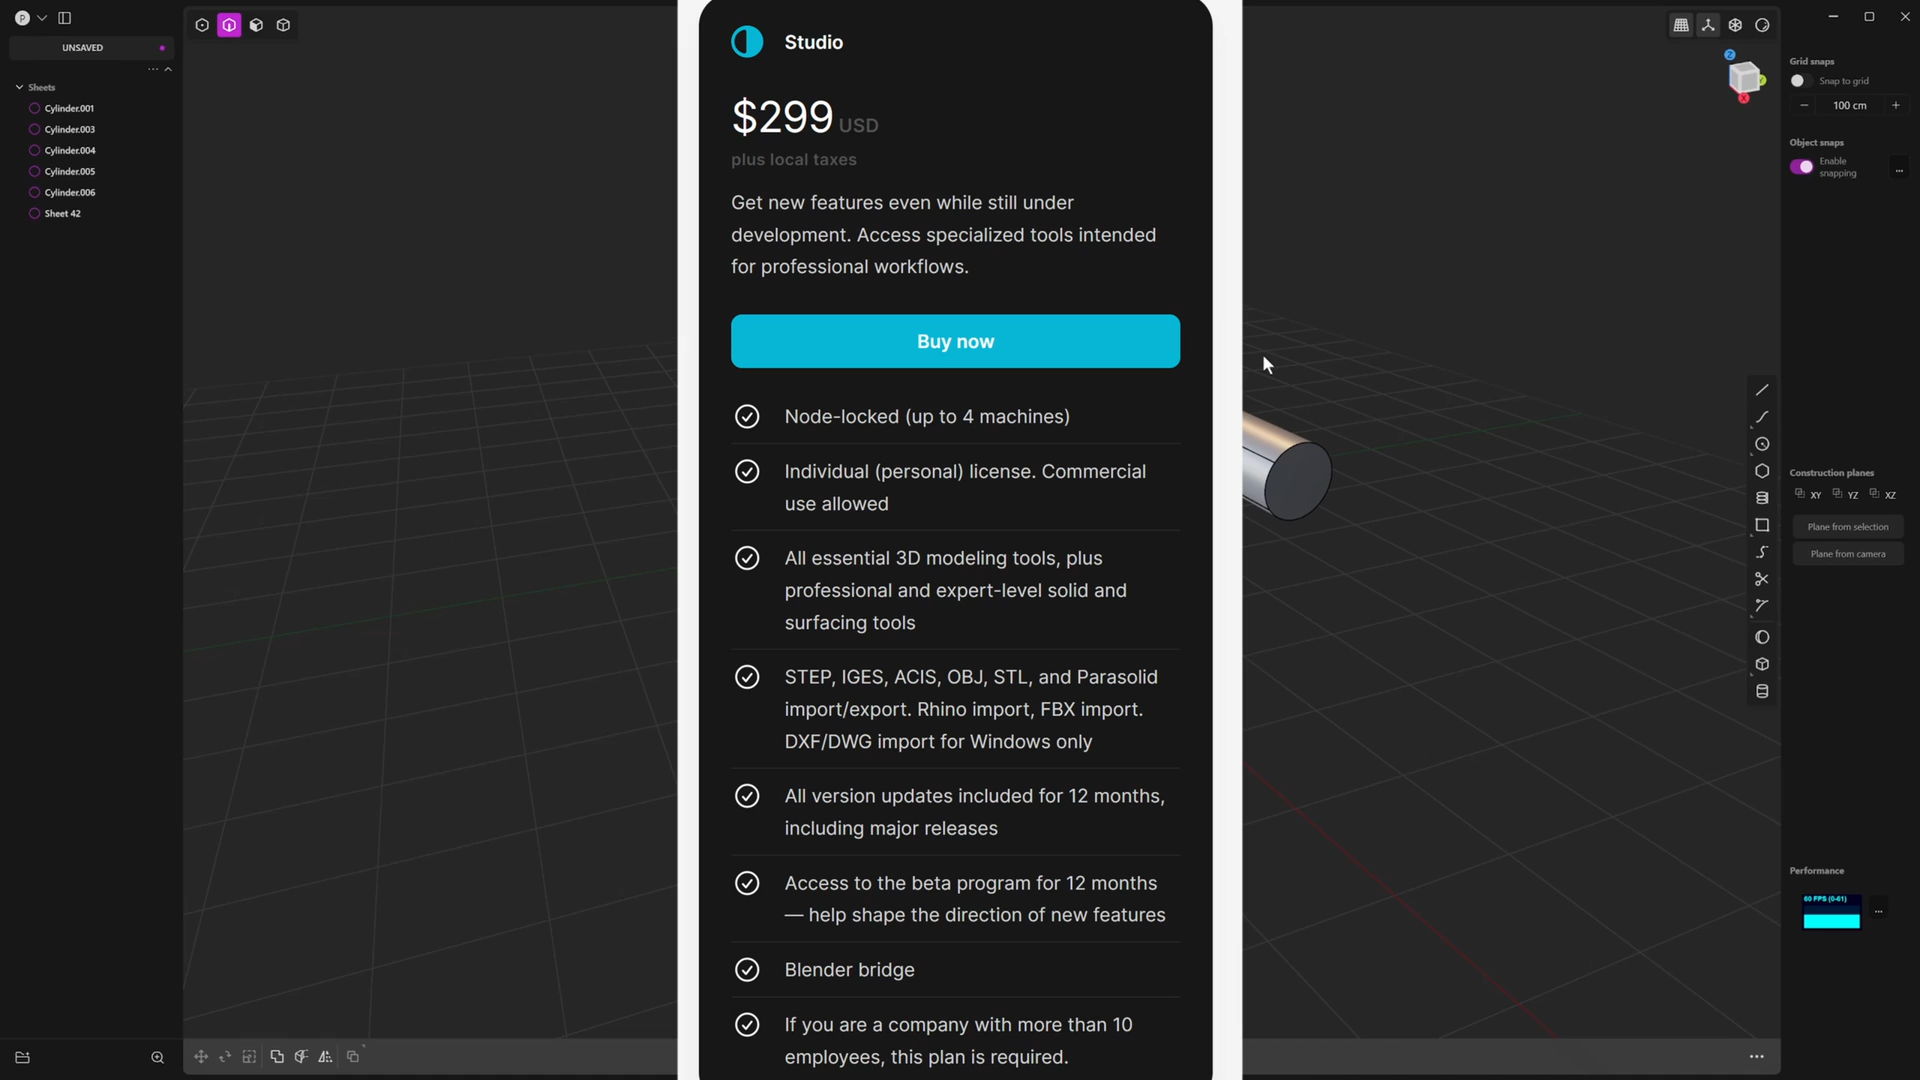 P
UNSAVED
Sheets
Cylinder.001
Cylinder.003
Cylinder.004
Cylinder.005
Cylinder.006
Sheet 42
Studio
$299 USD
plus local taxes
Get new features even while still under
development. Access specialized tools intended
for professional workflows.
Buy now
Node-locked (up to 4 machines)
Individual (personal) license. Commercial
use allowed
All essential 3D modeling tools, plus
professional and expert-level solid and
surfacing tools
STEP, IGES, ACIS, OBJ, STL, and Parasolid
import/export. Rhino import, FBX import.
DXF/DWG import for Windows only
All version updates included for 12 months,
including major releases
Access to the beta program for 12 months
— help shape the direction of new features
Blender bridge
If you are a company with more than 10
employees, this plan is required.
Z
Y
X
Grid snaps
Snap to grid
100 cm
Object snaps
Enable
snapping
Construction planes
XY YZ XZ
Plane from selection
Plane from camera
Performance
60 FPS (0-61)